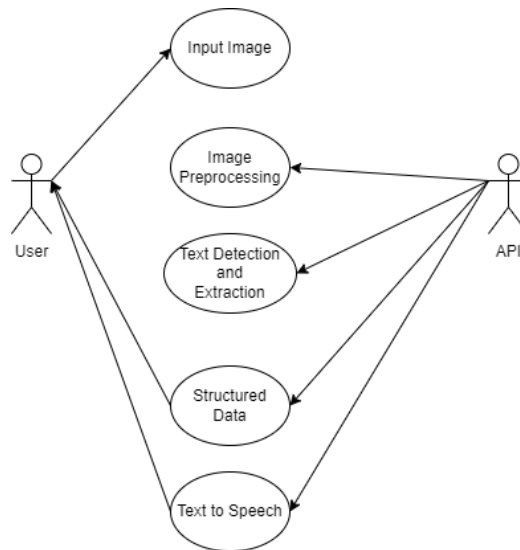 Input Image
Image
Preprocessing
User
API
Text Detection
and
Extraction
Structured
Data
Text to Speech